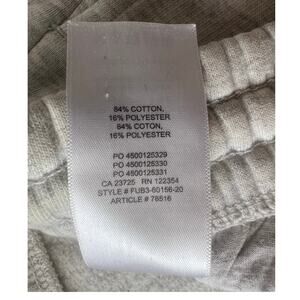 84% COTTON,
16% POLYESTER
84% COTON,
16% POLYESTER
PO 4500125329
PO 4500125330
PO 4500125331
CA 23725 RN 122354
STYLE # FUB3-60156-20
ARTICLE # 78516